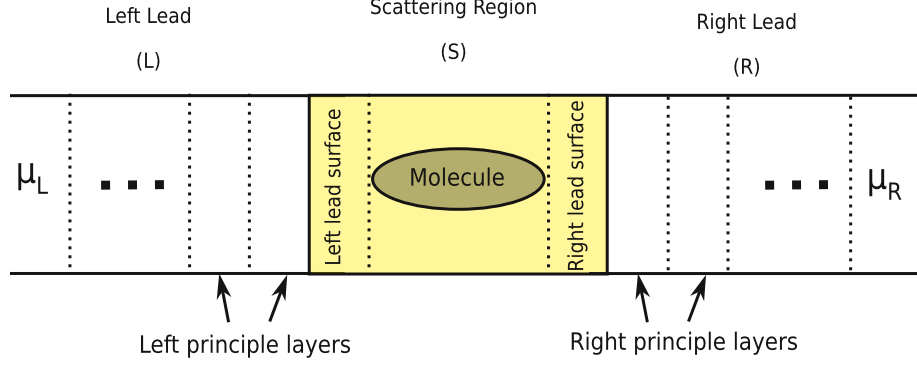 Left Lead
(L)
Scattering Region
(S)
Right Lead
(R)
μL
Left lead surface
Molecule
Right lead surface
μR
Left principle layers
Right principle layers